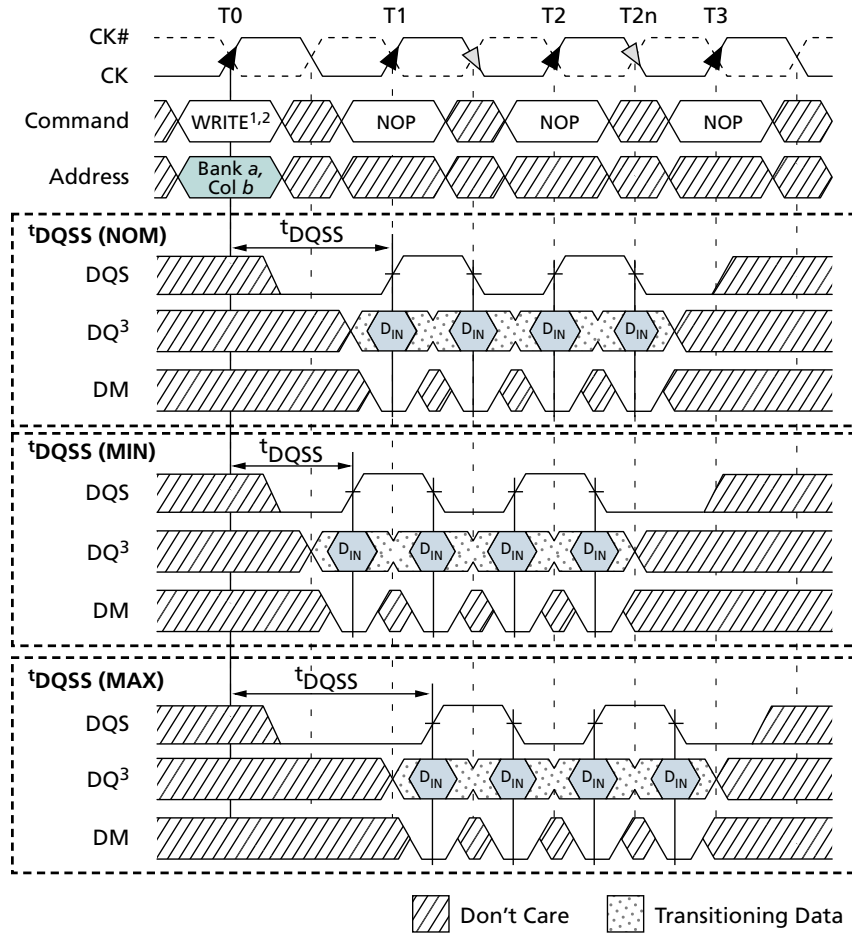 T0 T1 T2 T2n T3
CK#
CK
Command WRITE1,2 NOP NOP NOP
Address Bank a,
Col b
tDQSS (NOM) tDQSS
DQS
DQ3 DIN DIN DIN DIN
DM
tDQSS (MIN) tDQSS
DQS
DQ3 DIN DIN DIN DIN
DM
tDQSS (MAX) tDQSS
DQS
DQ3 DIN DIN DIN DIN
DM
Don't Care Transitioning Data